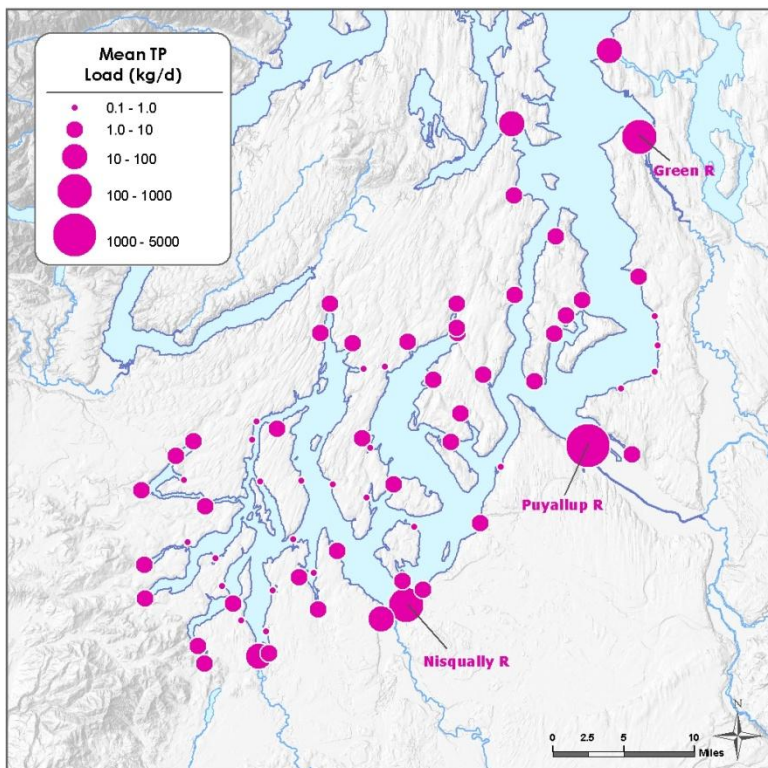 Mean TP
Load (kg/d)
0.1 - 1.0
1.0 - 10
10 - 100
100 - 1000
1000 - 5000
Green R
Puyallup R
Nisqually R
N
0 2.5 5 10
Miles